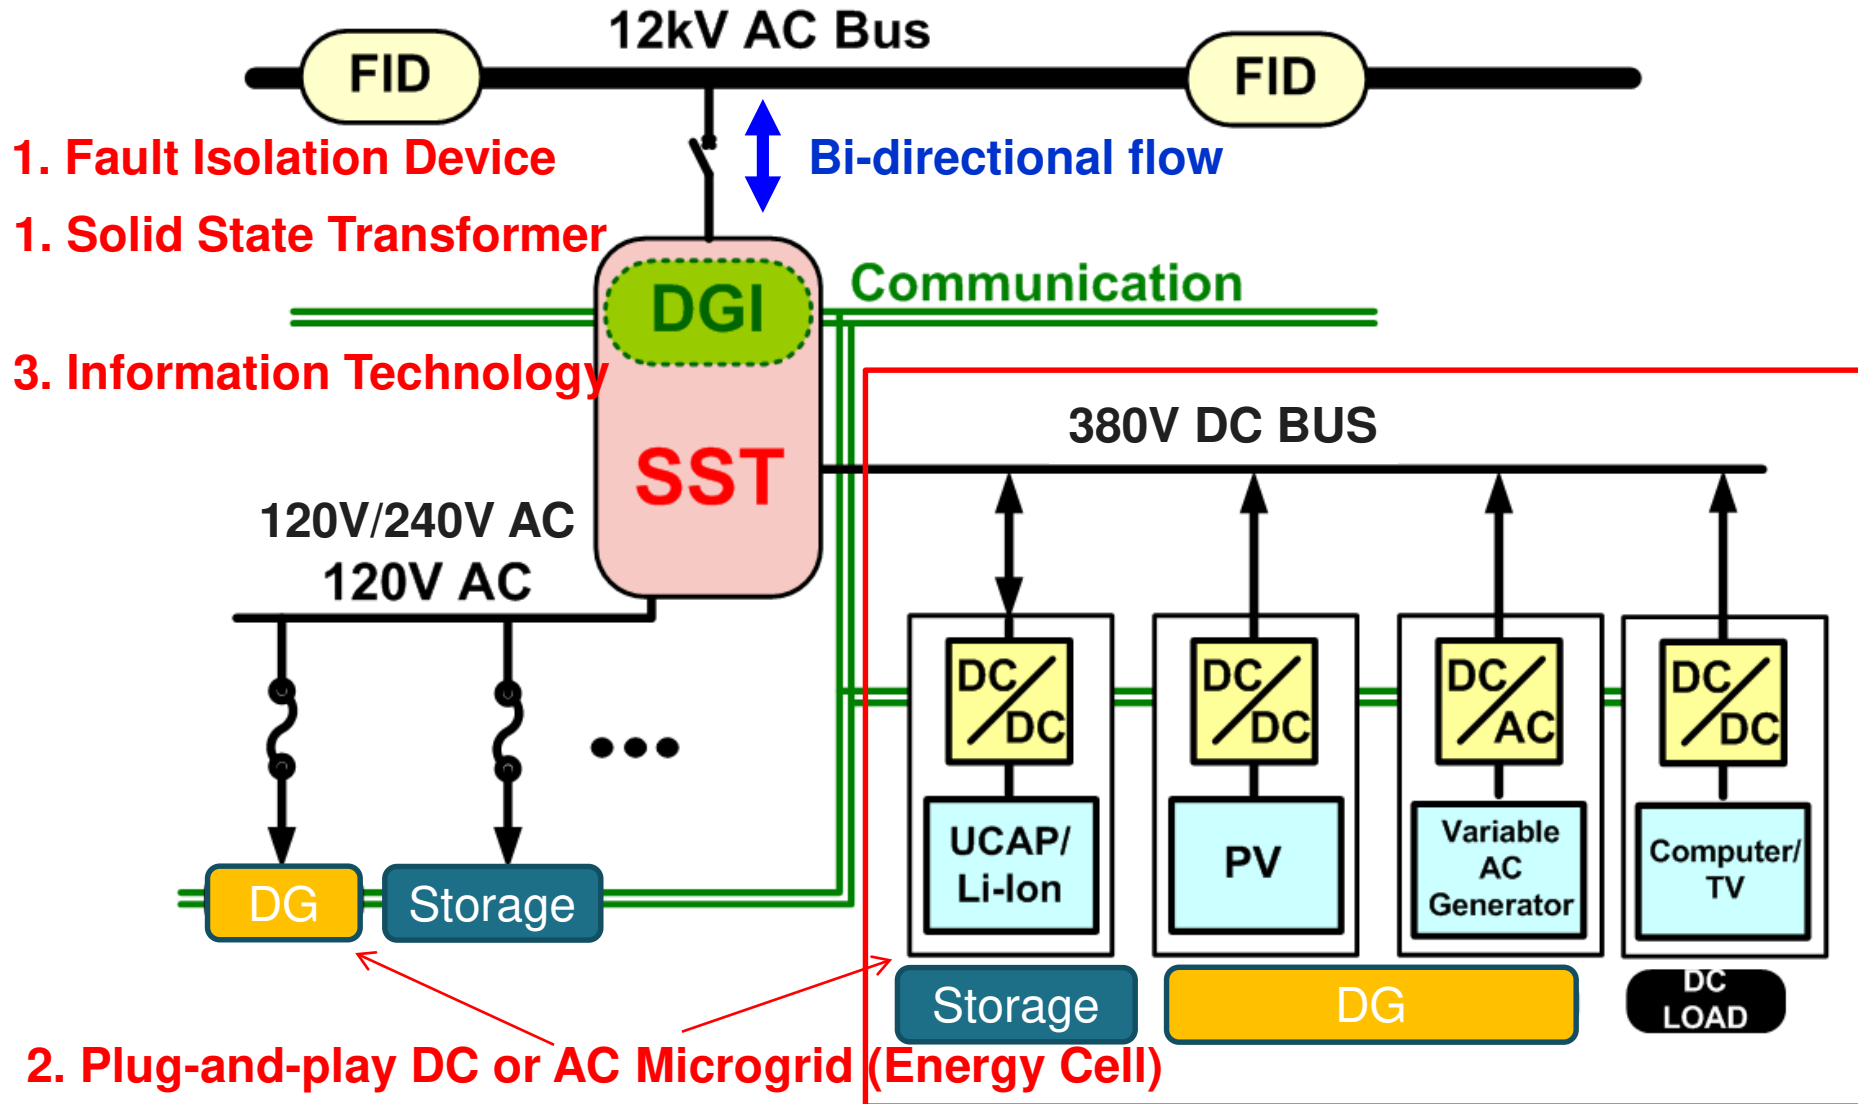 12kV AC Bus
FID
FID
1. Fault Isolation Device
Bi-directional flow
1. Solid State Transformer
Communication
DGI
3. Information Technology
380V DC BUS
SST
120V/240V AC
120V AC
DC/DC
DC/DC
DC/AC
DC/DC
UCAP/
Li-Ion
PV
Variable
AC
Generator
Computer/
TV
DG
Storage
Storage
DG
DC
LOAD
2. Plug-and-play DC or AC Microgrid (Energy Cell)